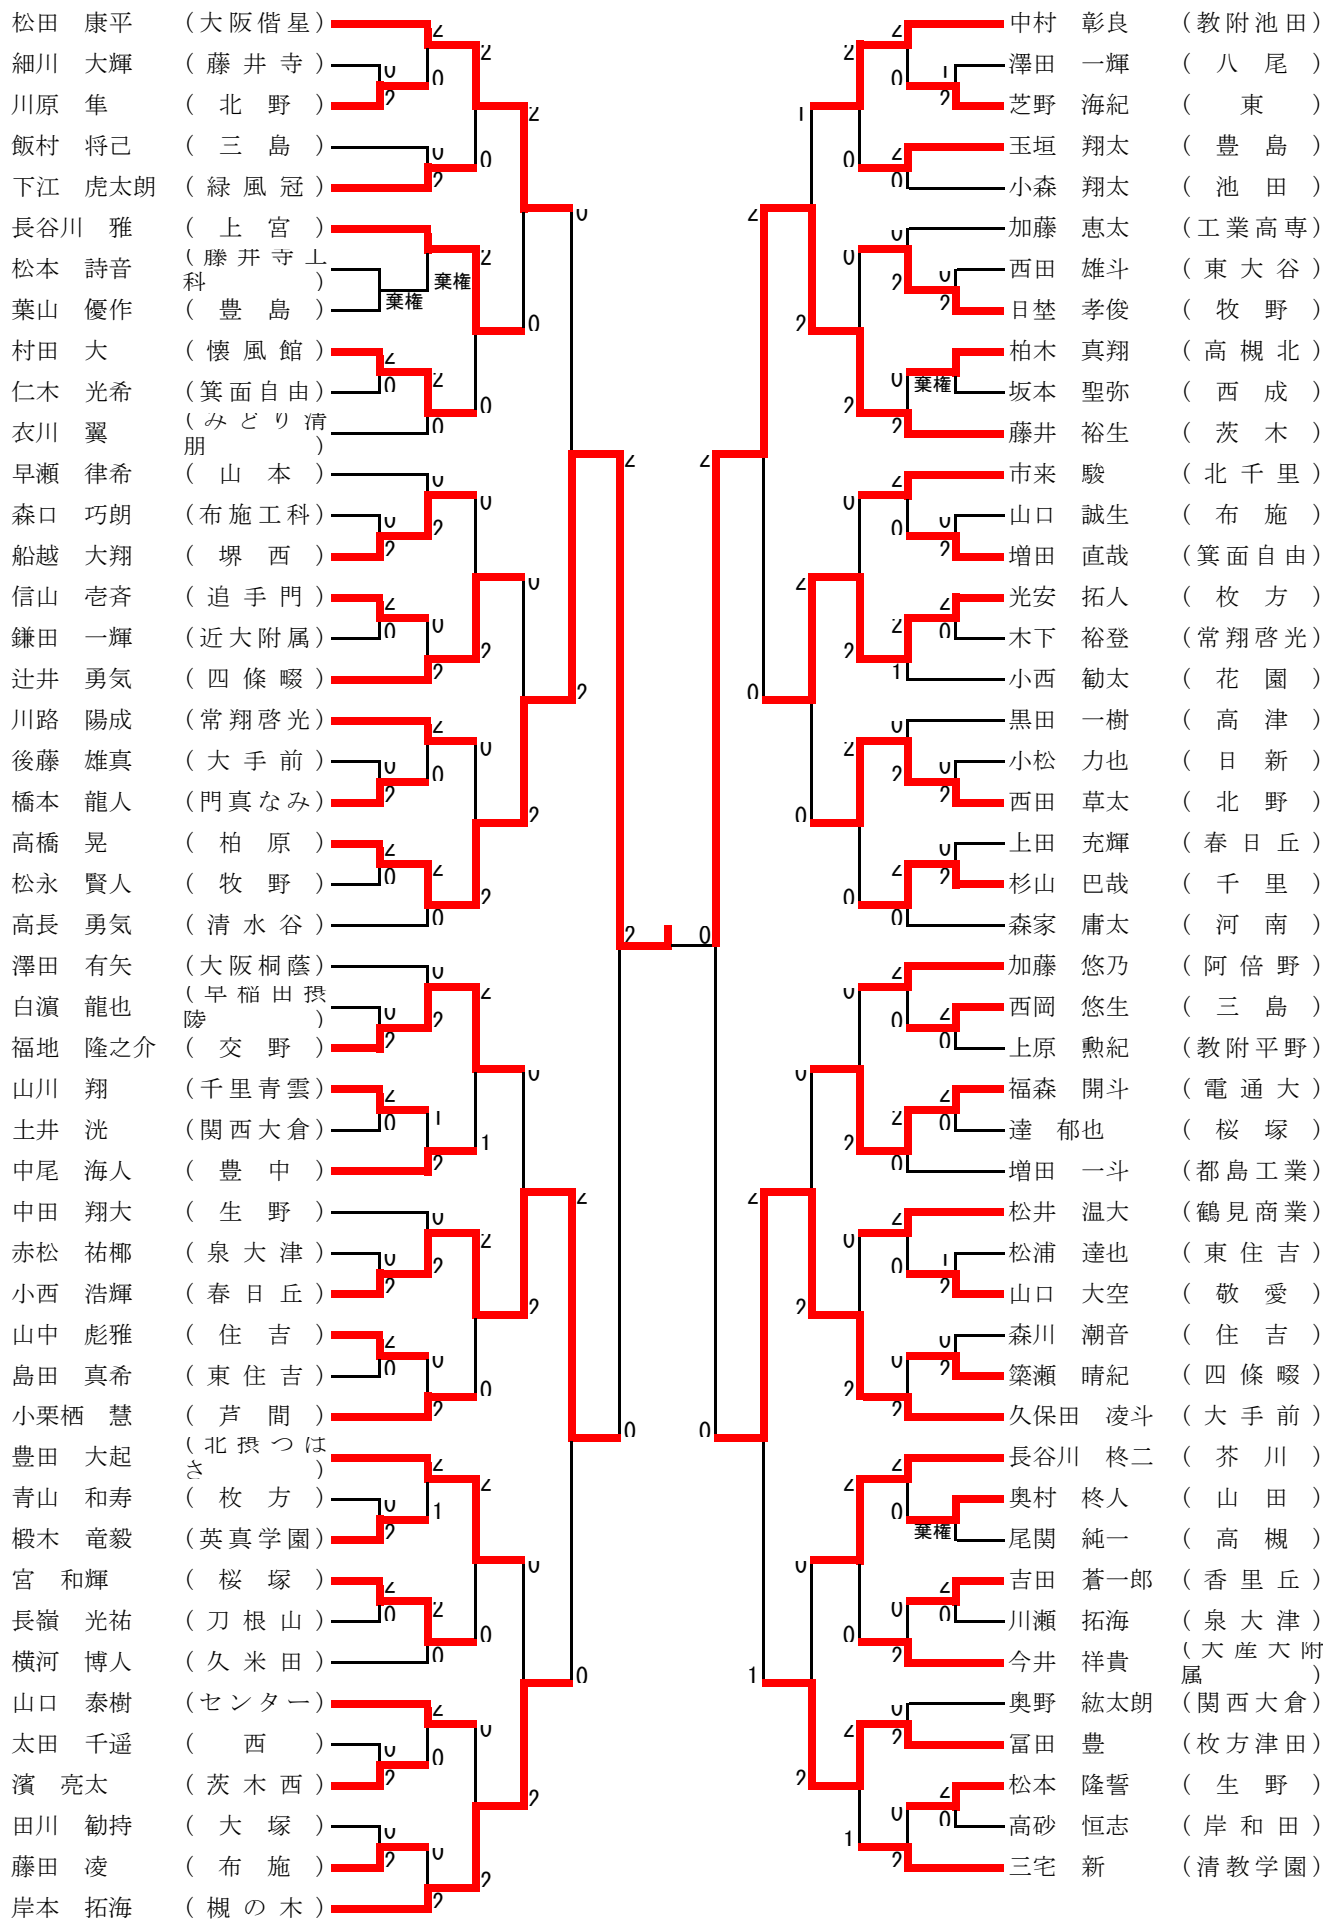 松田 康平 (大阪偕星)
細川 大輝 (藤井寺)
川原 隼 (北野)
飯村 将己 (三島)
下江 虎太朗 (緑風冠)
長谷川 雅 (上宮)
松本 詩音 (藤井寺工科)
葉山 優作 (豊島)
村田 大 (懐風館)
仁木 光希 (箕面自由)
衣川 翼 (みどり清朋)
早瀬 律希 (山本)
森口 巧朗 (布施工科)
船越 大翔 (堺西)
信山 壱斉 (追手門)
鎌田 一輝 (近大附属)
辻井 勇気 (四條畷)
川路 陽成 (常翔啓光)
後藤 雄真 (大手前)
橋本 龍人 (門真なみ)
高橋 晃 (柏原)
松永 賢人 (牧野)
高長 勇気 (清水谷)
澤田 有矢 (大阪桐蔭)
白濵 龍也 (早稲田摂陵)
福地 隆之介 (交野)
山川 翔 (千里青雲)
土井 洸 (関西大倉)
中尾 海人 (豊中)
中田 翔大 (生野)
赤松 祐椰 (泉大津)
小西 浩輝 (春日丘)
山中 彪雅 (住吉)
島田 真希 (東住吉)
小栗栖 慧 (芦間)
豊田 大起 (北摂つばさ)
青山 和寿 (枚方)
椴木 竜毅 (英真学園)
宮 和輝 (桜塚)
長嶺 光祐 (刀根山)
横河 博人 (久米田)
山口 泰樹 (センター)
太田 千遥 (西)
濱 亮太 (茨木西)
田川 勧持 (大塚)
藤田 凌 (布施)
岸本 拓海 (槻の木)
棄権
棄権
中村 彰良 (教附池田)
澤田 一輝 (八尾)
芝野 海紀 (東)
玉垣 翔太 (豊島)
小森 翔太 (池田)
加藤 恵太 (工業高専)
西田 雄斗 (東大谷)
日埜 孝俊 (牧野)
柏木 真翔 (高槻北)
棄権
坂本 聖弥 (西成)
藤井 裕生 (茨木)
市来 駿 (北千里)
山口 誠生 (布施)
増田 直哉 (箕面自由)
光安 拓人 (枚方)
木下 裕登 (常翔啓光)
小西 勧太 (花園)
黒田 一樹 (高津)
小松 力也 (日新)
西田 草太 (北野)
上田 充輝 (春日丘)
杉山 巴哉 (千里)
森家 庸太 (河南)
加藤 悠乃 (阿倍野)
西岡 悠生 (三島)
上原 勲紀 (教附平野)
福森 開斗 (電通大)
達 郁也 (桜塚)
増田 一斗 (都島工業)
松井 温大 (鶴見商業)
松浦 達也 (東住吉)
山口 大空 (敬愛)
森川 潮音 (住吉)
簗瀬 晴紀 (四條畷)
久保田 凌斗 (大手前)
長谷川 柊二 (芥川)
奥村 柊人 (山田)
棄権
尾関 純一 (高槻)
吉田 蒼一郎 (香里丘)
川瀬 拓海 (泉大津)
今井 祥貴 (大産大附属)
奥野 紘太朗 (関西大倉)
冨田 豊 (枚方津田)
松本 隆誓 (生野)
高砂 恒志 (岸和田)
三宅 新 (清教学園)